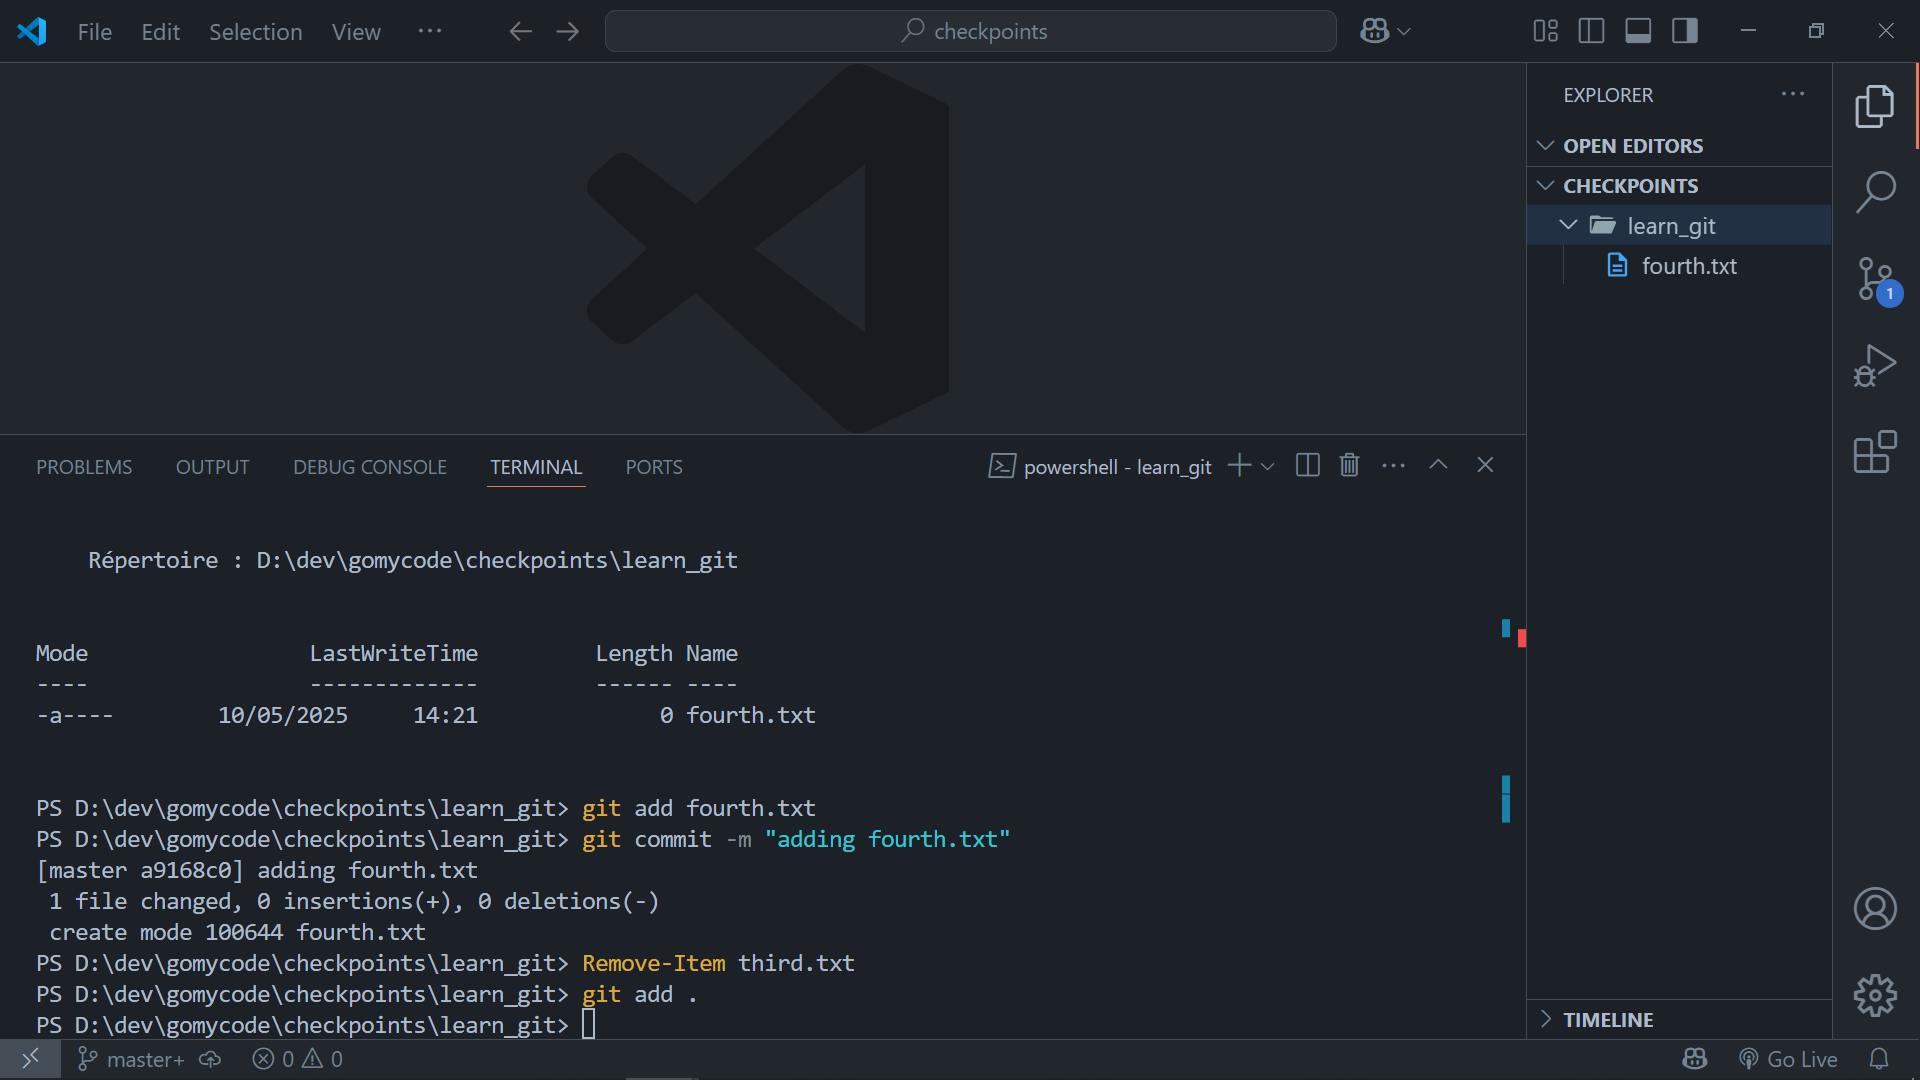 File Edit Selection View ··· checkpoints
EXPLORER ···
OPEN EDITORS
CHECKPOINTS
learn_git
fourth.txt
1
PROBLEMS OUTPUT DEBUG CONSOLE TERMINAL PORTS powershell - learn_git ···
Répertoire : D:\dev\gomycode\checkpoints\learn_git
Mode LastWriteTime Length Name
---- ------------- ------ ----
-a---- 10/05/2025 14:21 0 fourth.txt
PS D:\dev\gomycode\checkpoints\learn_git> git add fourth.txt
PS D:\dev\gomycode\checkpoints\learn_git> git commit -m "adding fourth.txt"
[master a9168c0] adding fourth.txt
1 file changed, 0 insertions(+), 0 deletions(-)
create mode 100644 fourth.txt
PS D:\dev\gomycode\checkpoints\learn_git> Remove-Item third.txt
PS D:\dev\gomycode\checkpoints\learn_git> git add .
PS D:\dev\gomycode\checkpoints\learn_git>
TIMELINE
master+ 0 0 Go Live